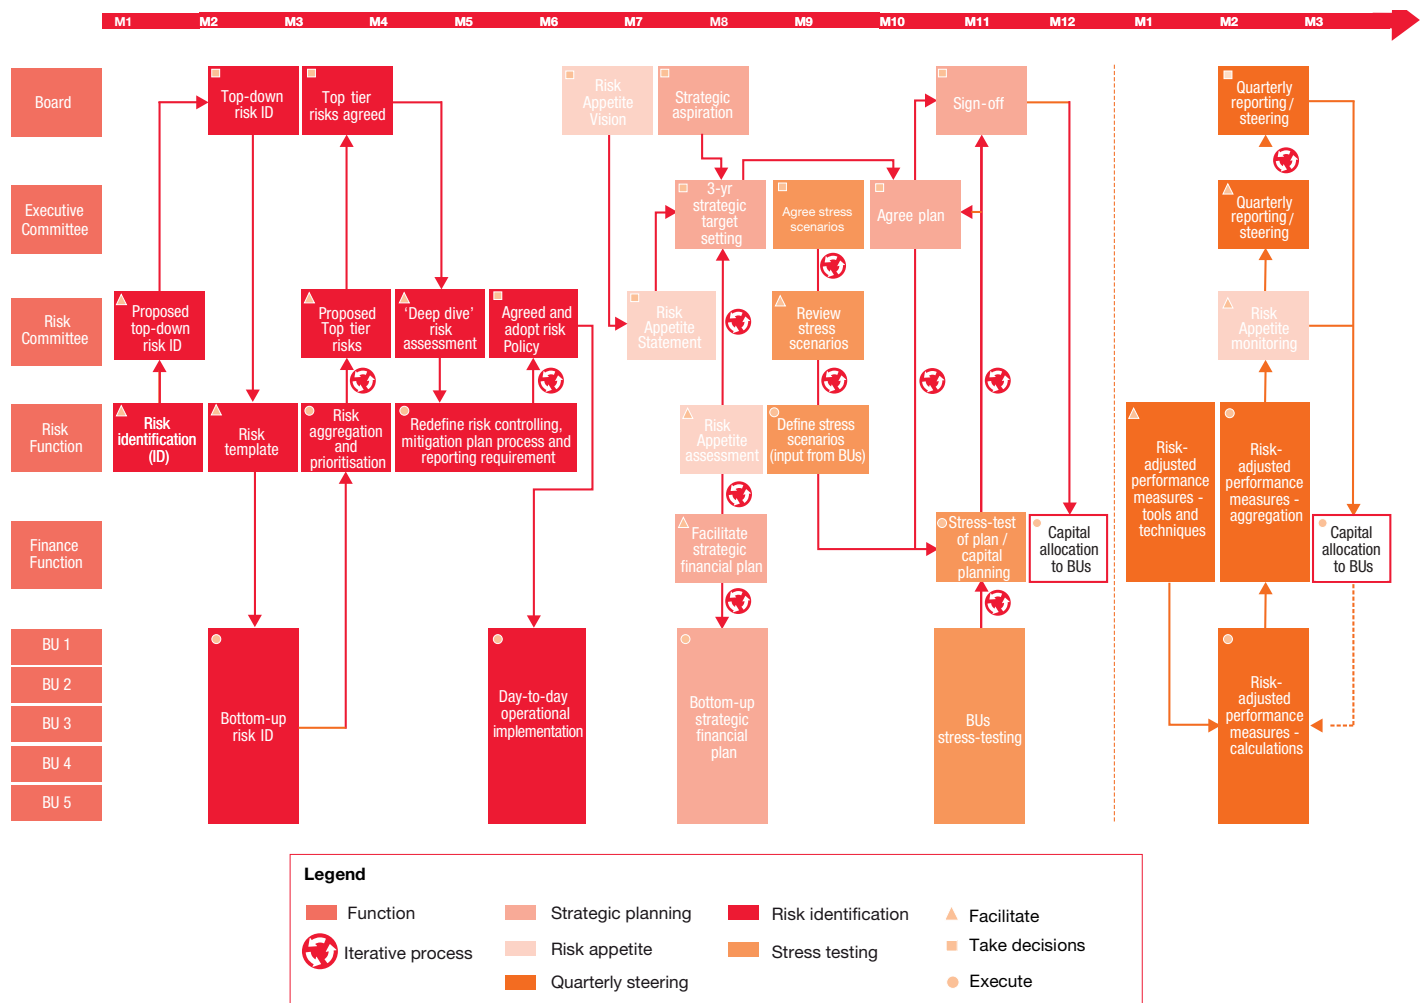 M1 M2 M3 M4 M5 M6 M7 M8 M9 M10 M11 M12 M1 M2 M3
Board
Top-down
risk ID
Top tier
risks agreed
Risk
Appetite
Vision
Strategic
aspiration
Sign-off
Quarterly
reporting/
steering
Executive
Committee
3-yr
strategic
target
setting
Agree stress
scenarios
Agree plan
Quarterly
reporting/
steering
Risk
Committee
Proposed
top-down
risk ID
Proposed
Top tier
risks
‘Deep dive’
risk
assessment
Agreed and
adopt risk
Policy
Risk
Appetite
Statement
Review
stress
scenarios
Risk
Appetite
monitoring
Risk
Function
Risk
identification
(ID)
Risk
template
Risk
aggregation
and
prioritisation
Redefine risk controlling,
mitigation plan process and
reporting requirement
Risk
Appetite
assessment
Define stress
scenarios
(input from BUs)
Risk-
adjusted
performance
measures -
tools and
techniques
Risk-
adjusted
performance
measures -
aggregation
Finance
Function
Facilitate
strategic
financial plan
Stress-test
of plan /
capital
planning
Capital
allocation
to BUs
Capital
allocation
to BUs
BU 1
BU 2
BU 3
BU 4
BU 5
Bottom-up
risk ID
Day-to-day
operational
implementation
Bottom-up
strategic
financial
plan
BUs
stress-testing
Risk-
adjusted
performance
measures -
calculations
Legend
Function
Strategic planning
Risk identification
Facilitate
Iterative process
Risk appetite
Stress testing
Take decisions
Quarterly steering
Execute